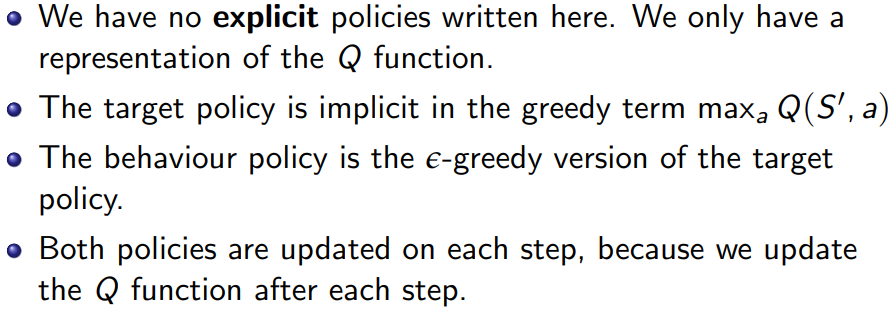 • We have no explicit policies written here. We only have a
representation of the Q function.
• The target policy is implicit in the greedy term maxₐ Q(S′, a)
• The behaviour policy is the ϵ-greedy version of the target
policy.
• Both policies are updated on each step, because we update
the Q function after each step.